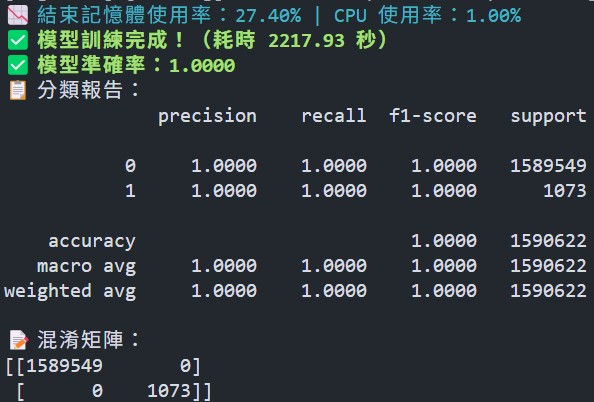 📉 結束記憶體使用率：27.40% | CPU 使用率：1.00%
✅ 模型訓練完成！（耗時 2217.93 秒）
✅ 模型準確率：1.0000
📋 分類報告：
precision recall f1-score support
0 1.0000 1.0000 1.0000 1589549
1 1.0000 1.0000 1.0000 1073
accuracy 1.0000 1590622
macro avg 1.0000 1.0000 1.0000 1590622
weighted avg 1.0000 1.0000 1.0000 1590622
📝 混淆矩陣：
[[1589549 0]
[ 0 1073]]